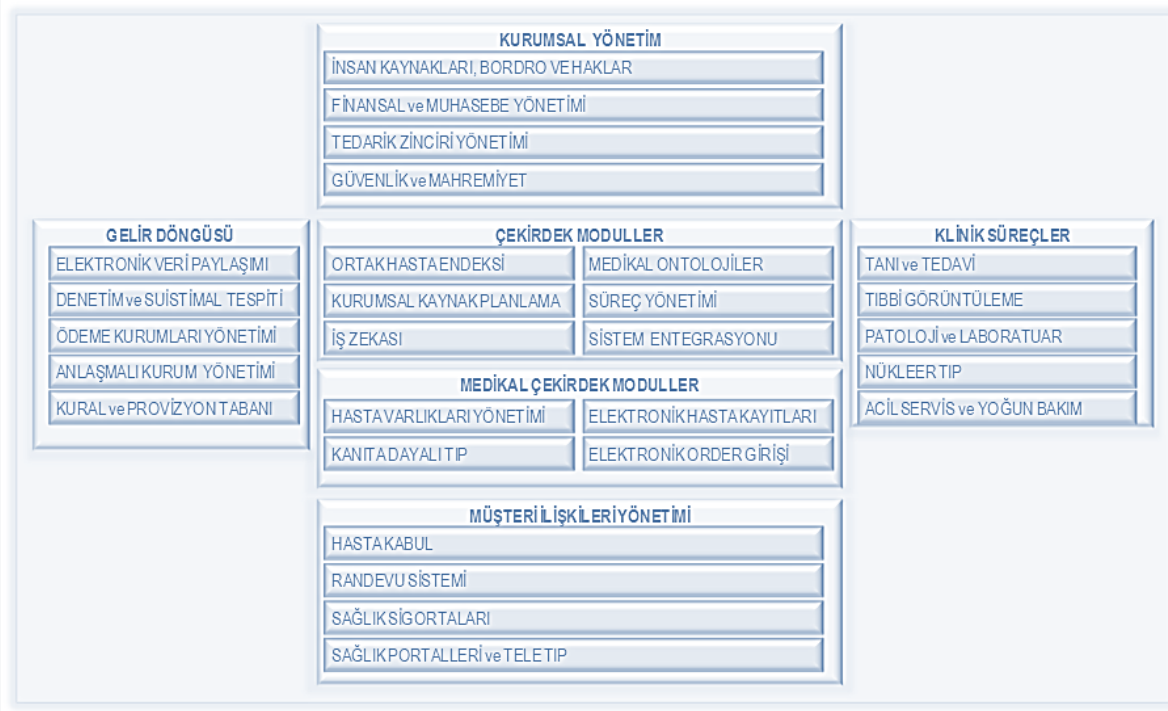 KURUMSAL YÖNETİM
İNSAN KAYNAKLARI, BORDRO VE HAKLAR
FİNANSAL ve MUHASEBE YÖNETİMİ
TEDARİK ZİNCİRİ YÖNETİMİ
GÜVENLİK ve MAHREMİYET
GELİR DÖNGÜSÜ
ELEKTRONİK VERİ PAYLAŞIMI
DENETİM ve SUİSTİMAL TESPİTİ
ÖDEME KURUMLARI YÖNETİMİ
ANLAŞMALI KURUM YÖNETİMİ
KURAL ve PROVİZYON TABANI
ÇEKİRDEK MODULLER
ORTAK HASTA ENDEKSİ
MEDİKAL ONTOLOJİLER
KURUMSAL KAYNAK PLANLAMA
SÜREÇ YÖNETİMİ
İŞ ZEKASI
SİSTEM ENTEGRASYONU
MEDİKAL ÇEKİRDEK MODULLER
HASTA VARLIKLARI YÖNETİMİ
ELEKTRONİK HASTA KAYITLARI
KANITA DAYALI TIP
ELEKTRONİK ORDER GİRİŞİ
KLİNİK SÜREÇLER
TANI ve TEDAVİ
TIBBİ GÖRÜNTÜLEME
PATOLOJİ ve LABORATUAR
NÜKLEER TIP
ACİL SERVİS ve YOĞUN BAKIM
MÜŞTERİ İLİŞKİLERİ YÖNETİMİ
HASTA KABUL
RANDEVU SİSTEMİ
SAĞLIK SİGORTALARI
SAĞLIK PORTALLERİ ve TELETIP